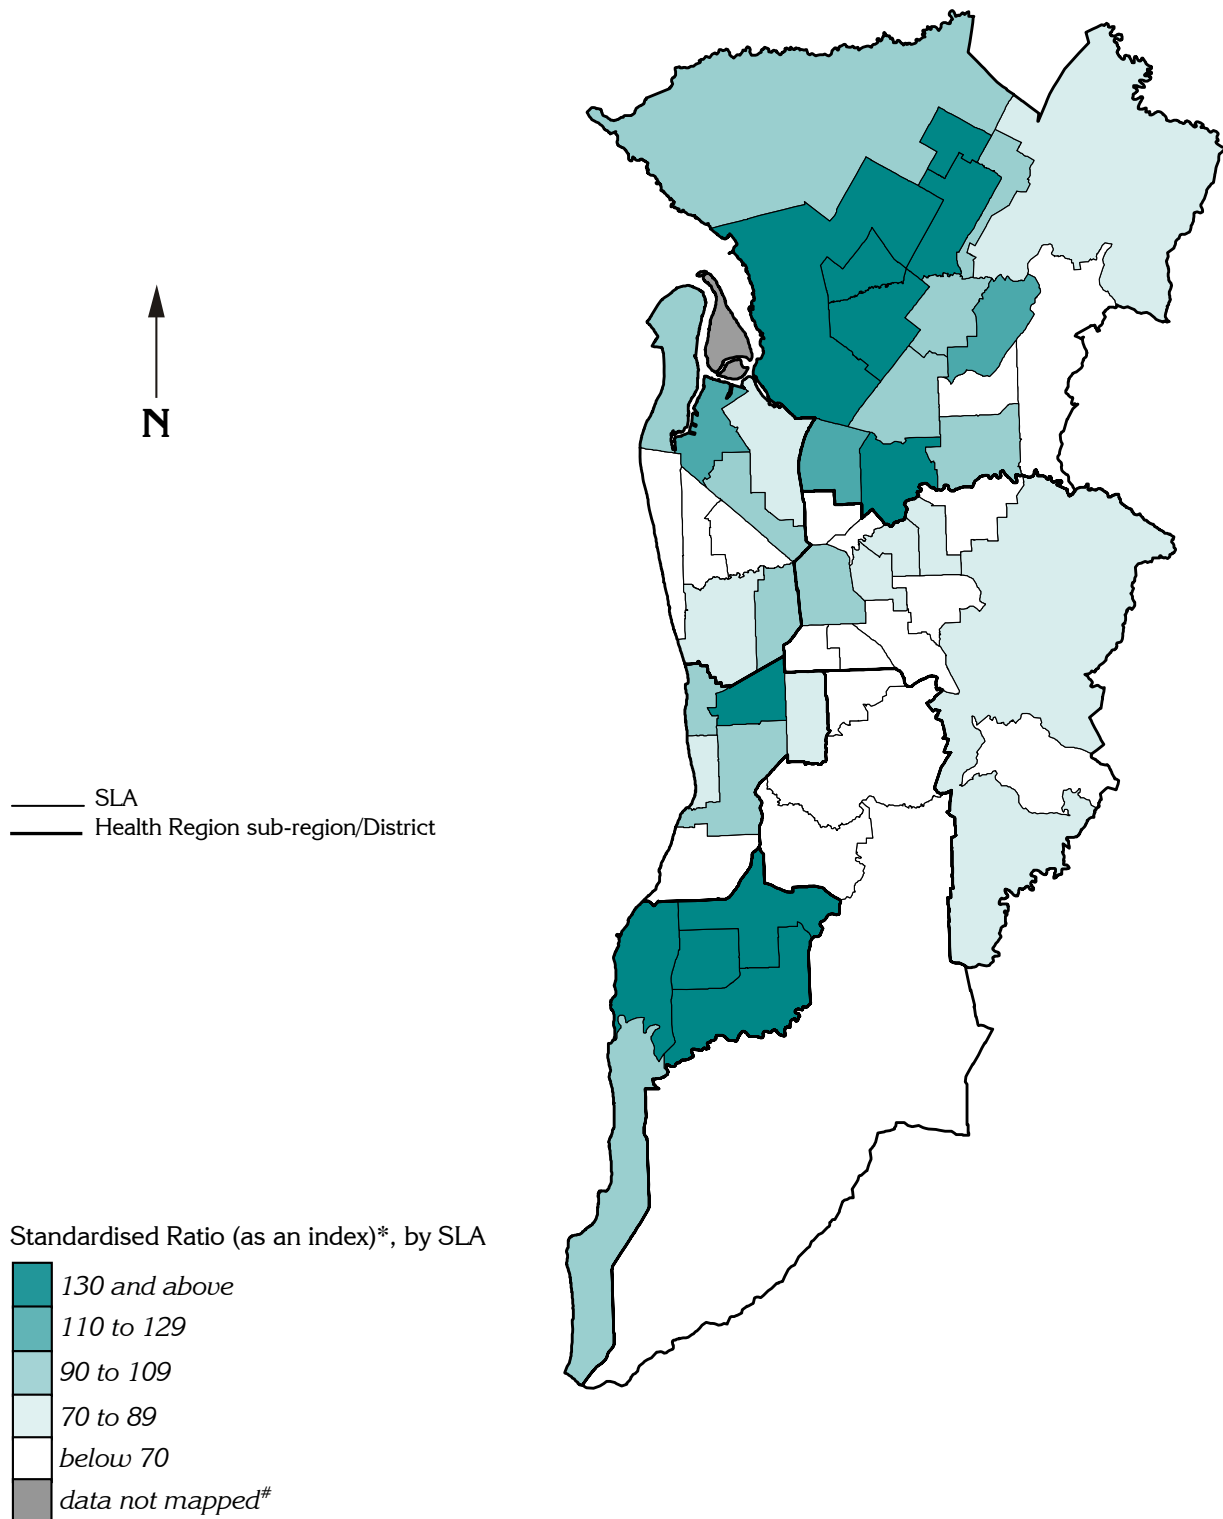 N
SLA
Health Region sub-region/District
Standardised Ratio (as an index)*, by SLA
130 and above
110 to 129
90 to 109
70 to 89
below 70
data not mapped#